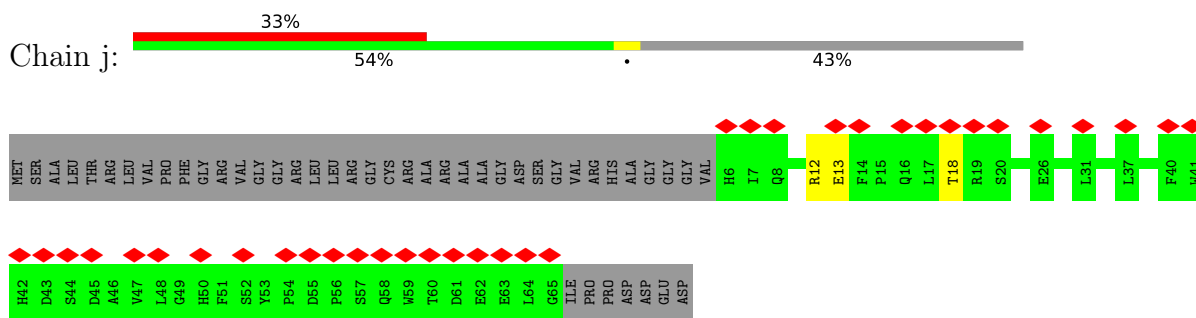 33%
Chain j:
54% • 43%
MET SER ALA LEU THR ARG LEU VAL PRO PHE GLY ARG VAL GLY GLY ARG LEU LEU ARG GLY CYS ARG ALA ARG ALA ALA GLY ASP SER GLY VAL ARG HIS ALA GLY GLY GLY VAL H6 I7 Q8 R12 E13 F14 P15 Q16 L17 T18 R19 S20 E26 L31 L37 F40 W41
H42 D43 S44 D45 A46 V47 L48 G49 H50 F51 S52 Y53 P54 D55 P56 S57 Q58 W59 T60 D61 E62 E63 L64 G65 ILE PRO PRO ASP ASP GLU ASP